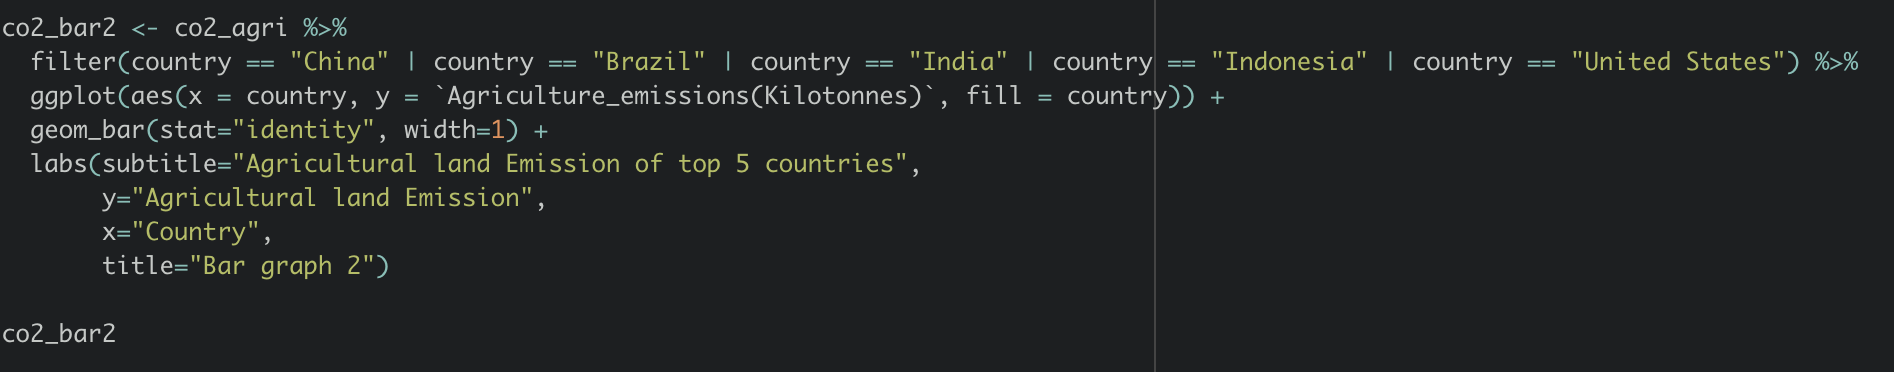 co2_bar2 <- co2_agri %>%
  filter(country == "China" | country == "Brazil" | country == "India" | country == "Indonesia" | country == "United States") %>%
  ggplot(aes(x = country, y = `Agriculture_emissions(Kilotonnes)`, fill = country)) +
  geom_bar(stat="identity", width=1) +
  labs(subtitle="Agricultural land Emission of top 5 countries",
       y="Agricultural land Emission",
       x="Country",
       title="Bar graph 2")

co2_bar2